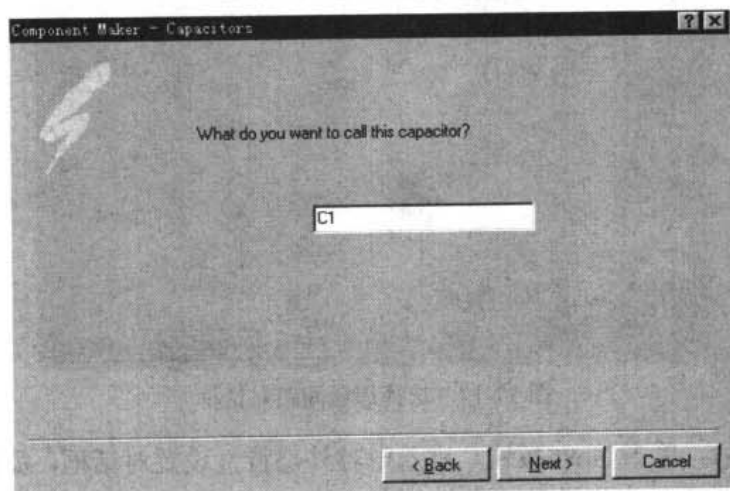 Component Maker - Capacitors
What do you want to call this capacitor?
C1
< Back
Next >
Cancel